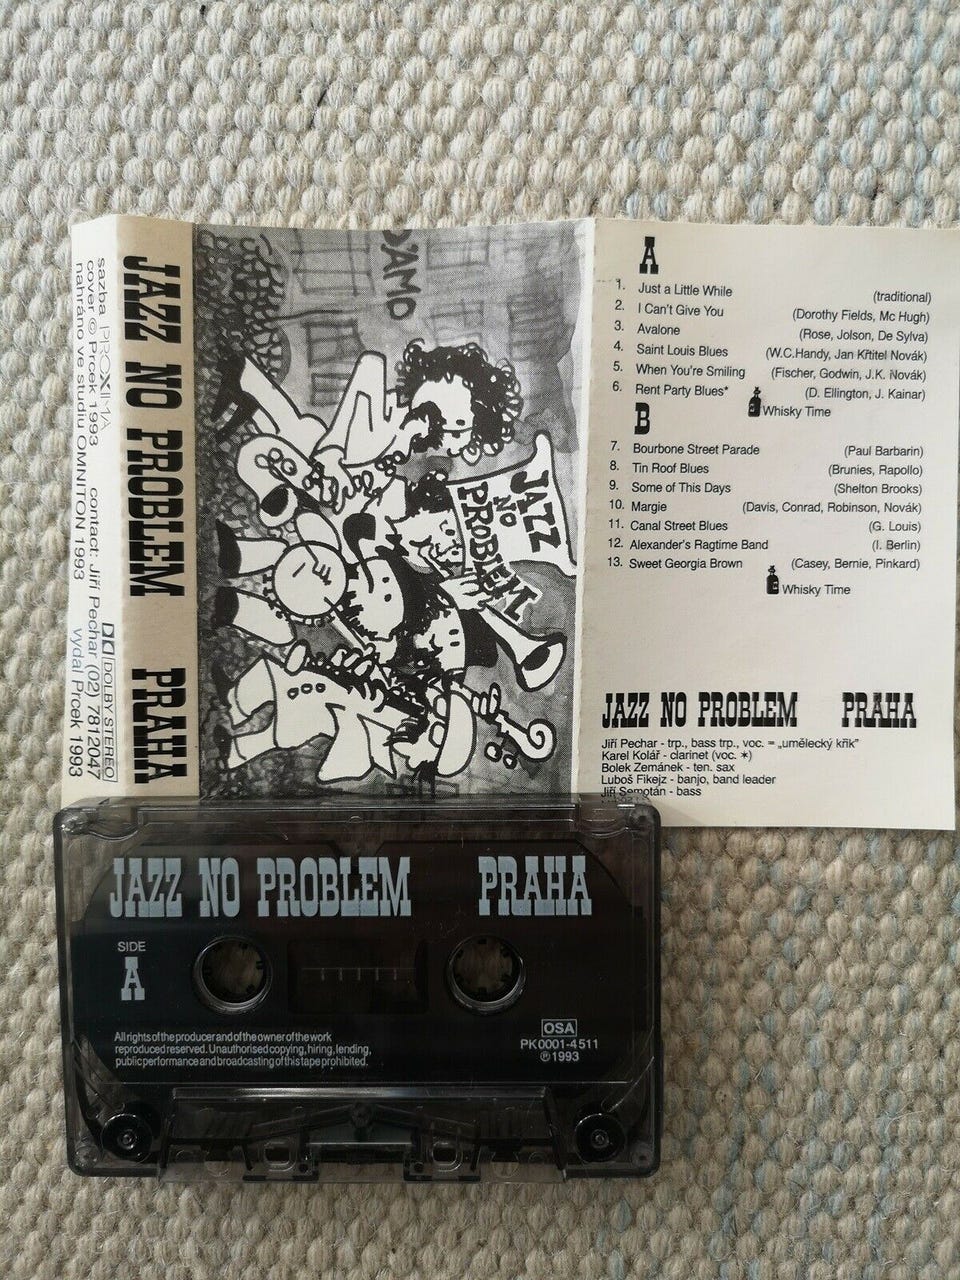 sazba PROXIMA
cover © Prcek 1993 contact: Jiří Pechar (02) 7812047
nahráno ve studiu OMNITON 1993 vydal Prcek 1993
DOLBY STEREO
JAZZ NO PROBLEM PRAHA
JAZZ
NO
PROBLEM
A
1. Just a Little While (traditional)
2. I Can't Give You (Dorothy Fields, Mc Hugh)
3. Avalone (Rose, Jolson, De Sylva)
4. Saint Louis Blues (W.C.Handy, Jan Křtitel Novák)
5. When You're Smiling (Fischer, Godwin, J.K. Novák)
6. Rent Party Blues* (D. Ellington, J. Kainar)
Whisky Time
B
7. Bourbone Street Parade (Paul Barbarin)
8. Tin Roof Blues (Brunies, Rapollo)
9. Some of This Days (Shelton Brooks)
10. Margie (Davis, Conrad, Robinson, Novák)
11. Canal Street Blues (G. Louis)
12. Alexander's Ragtime Band (I. Berlin)
13. Sweet Georgia Brown (Casey, Bernie, Pinkard)
Whisky Time
JAZZ NO PROBLEM PRAHA
Jiří Pechar - trp., bass trp., voc. = „umělecký křik"
Karel Kolář - clarinet (voc. *)
Bolek Zemánek - ten. sax
Luboš Fikejz - banjo, band leader
Jiří Semotán - bass
JAZZ NO PROBLEM PRAHA
SIDE
A
All rights of the producer and of the owner of the work
reproduced reserved. Unauthorised copying, hiring, lending,
public performance and broadcasting of this tape prohibited.
OSA
PK0001-4511
℗1993